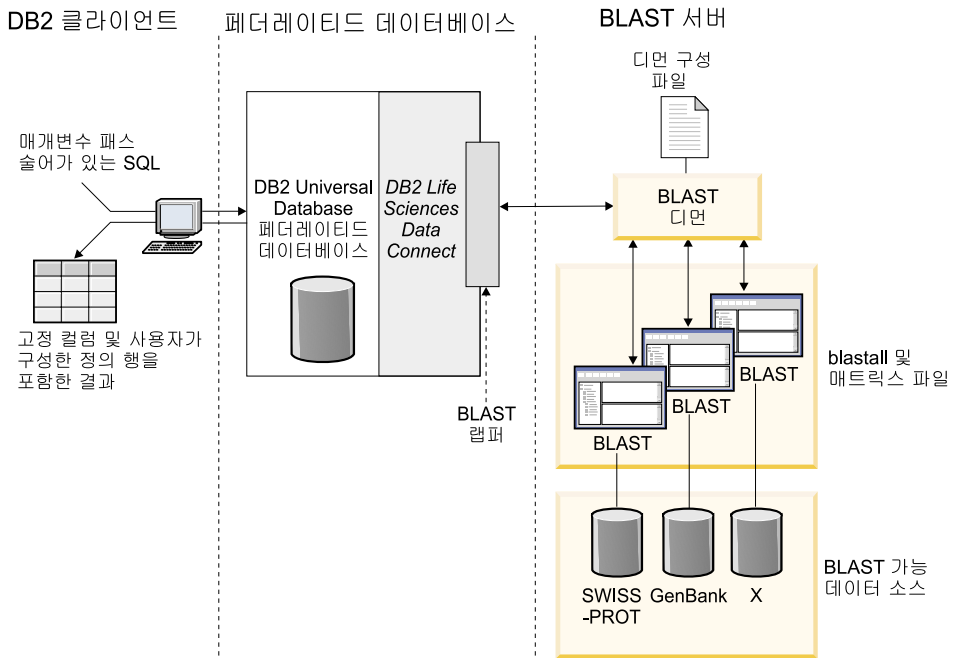 DB2 클라이언트
페더레이티드 데이터베이스
BLAST 서버
디먼 구성
파일
매개변수 패스
술어가 있는 SQL
DB2 Universal
Database
페더레이티드
데이터베이스
DB2 Life
Sciences
Data
Connect
BLAST
디먼
고정 컬럼 및 사용자가
구성한 정의 행을
포함한 결과
BLAST
랩퍼
BLAST
BLAST
BLAST
blastall 및
매트릭스 파일
SWISS
-PROT
GenBank
X
BLAST 가능
데이터 소스